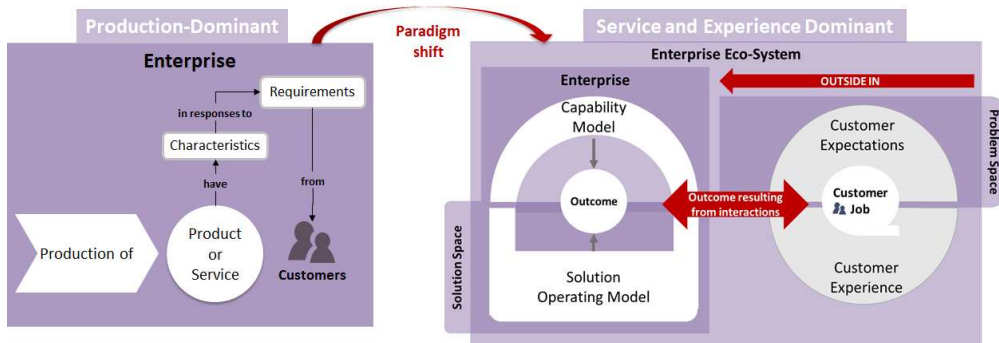 Production-Dominant
Enterprise
Requirements
in responses to
Characteristics
have
from
Production of
Product
or
Service
Customers
Paradigm
shift
Service and Experience Dominant
Enterprise Eco-System
Enterprise
OUTSIDE IN
Capability
Model
Outcome
Solution
Operating Model
Solution Space
Outcome resulting
from interactions
Customer
Expectations
Customer
Job
Customer
Experience
Problem Space